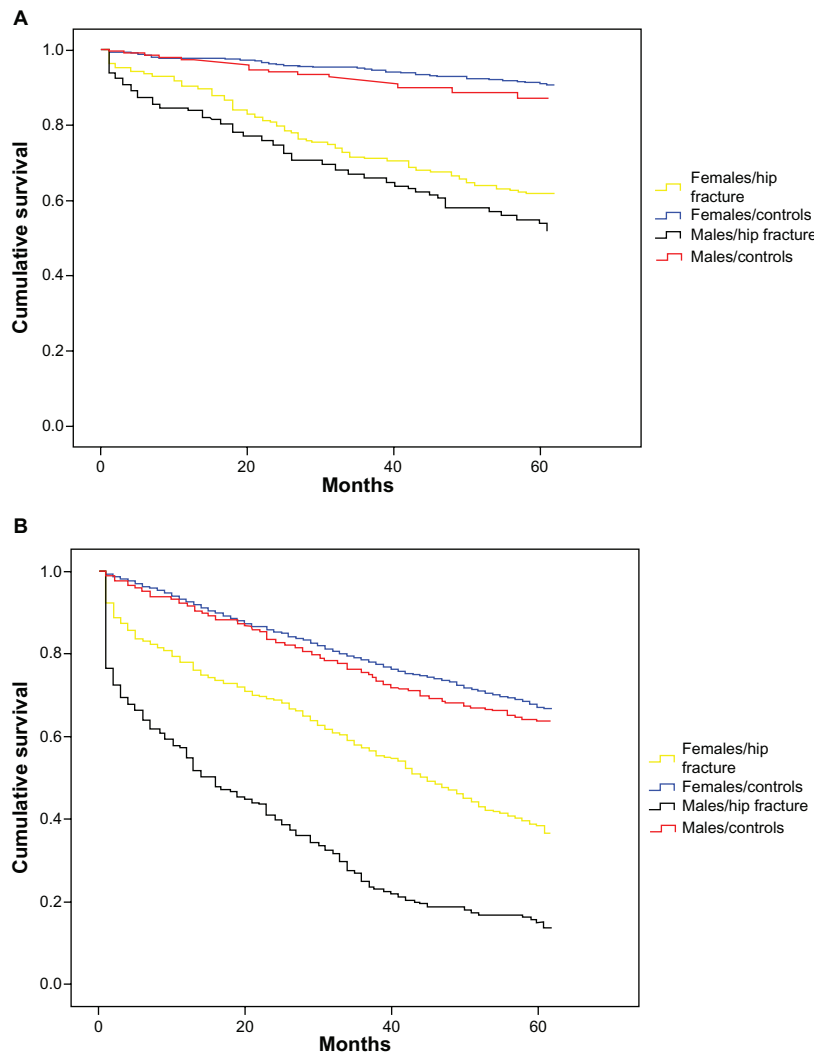 A
1.0
0.8
0.6
0.4
0.2
0.0
Cumulative survival
0
20
40
60
Months
Females/hip
fracture
Females/controls
Males/hip fracture
Males/controls
B
1.0
0.8
0.6
0.4
0.2
0.0
Cumulative survival
0
20
40
60
Months
Females/hip
fracture
Females/controls
Males/hip fracture
Males/controls